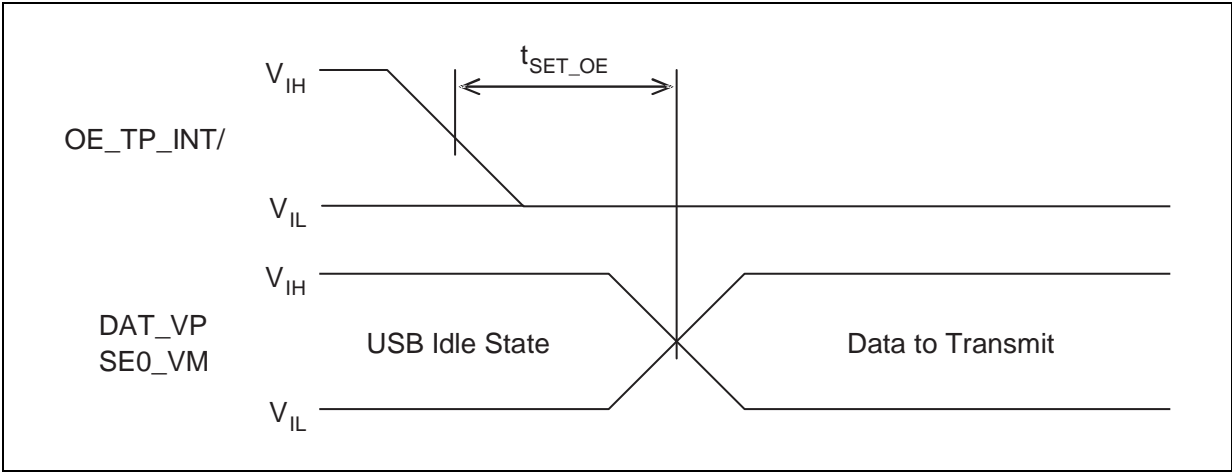 t_SET_OE
V_IH
OE_TP_INT/
V_IL
V_IH
DAT_VP
SE0_VM
USB Idle State
Data to Transmit
V_IL